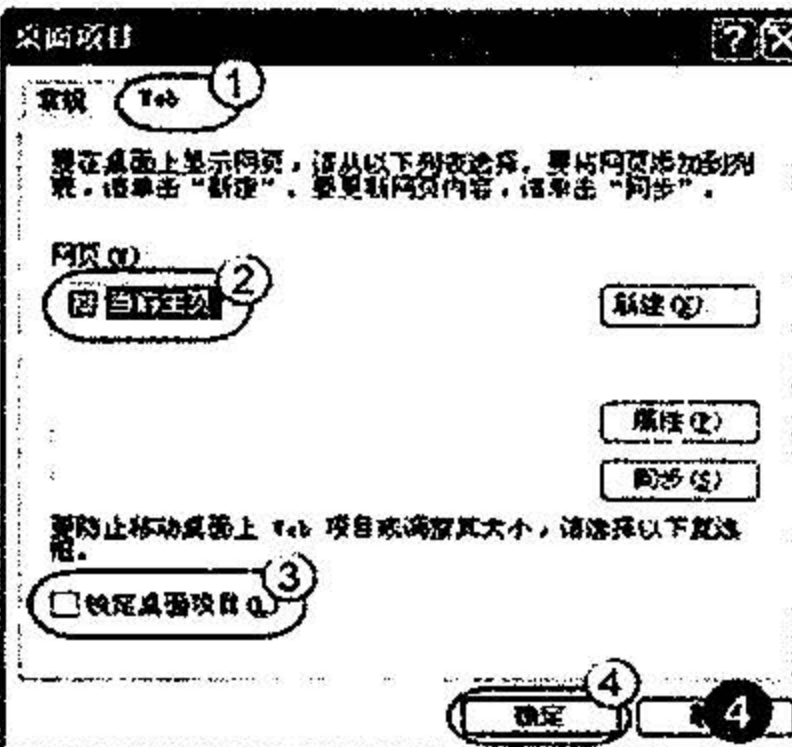 桌面项目
常规 Web ①
要在桌面上显示网页，请从以下列表选择。要将网页添加到列
表，请单击“新建”。要更新网页内容，请单击“同步”。
网页(W)
②
当前主页 新建(N)
属性(P)
同步(S)
要防止移动桌面上 Web 项目或调整其大小，请选择以下复选
框。
③
锁定桌面项目(L)
④
确定 4